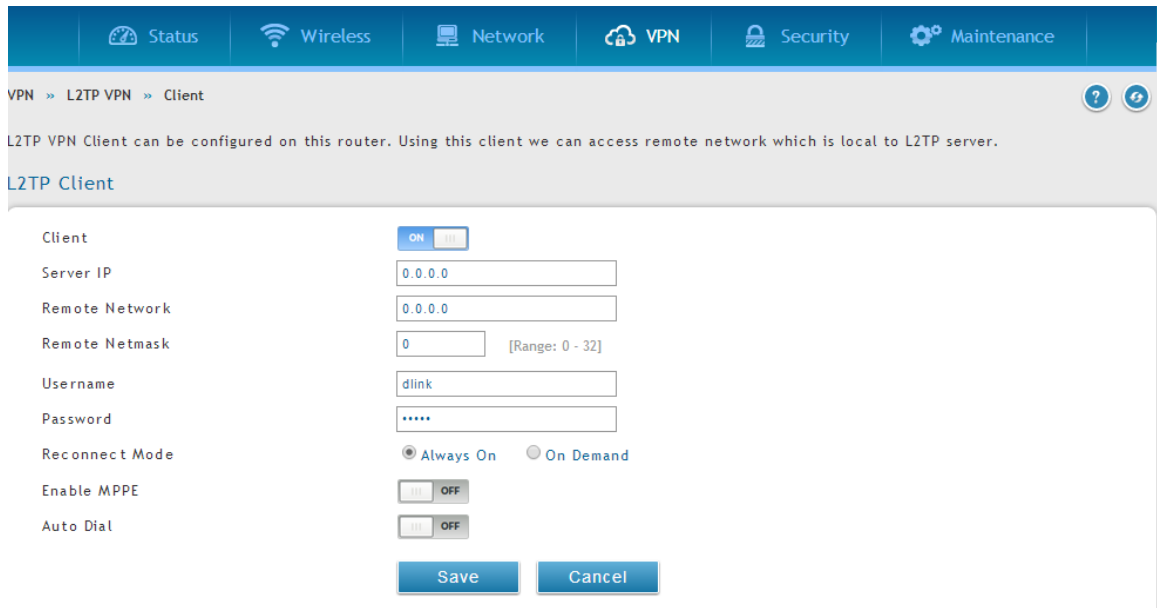 Status Wireless Network VPN Security Maintenance
VPN » L2TP VPN » Client ?
L2TP VPN Client can be configured on this router. Using this client we can access remote network which is local to L2TP server.
L2TP Client
Client ON
Server IP 0.0.0.0
Remote Network 0.0.0.0
Remote Netmask 0 [Range: 0 - 32]
Username dlink
Password •••••
Reconnect Mode Always On On Demand
Enable MPPE OFF
Auto Dial OFF
Save Cancel